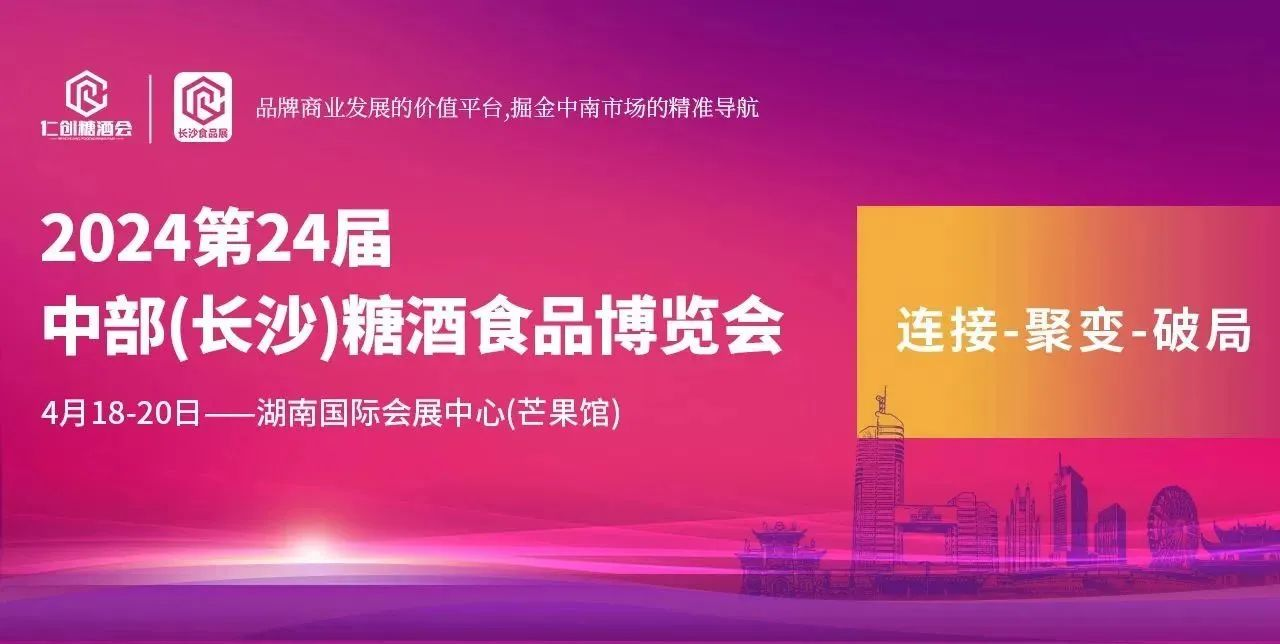 仁创糖酒会
长沙食品展
品牌商业发展的价值平台,掘金中南市场的精准导航
2024第24届
中部(长沙)糖酒食品博览会
连接-聚变-破局
4月18-20日——湖南国际会展中心(芒果馆)